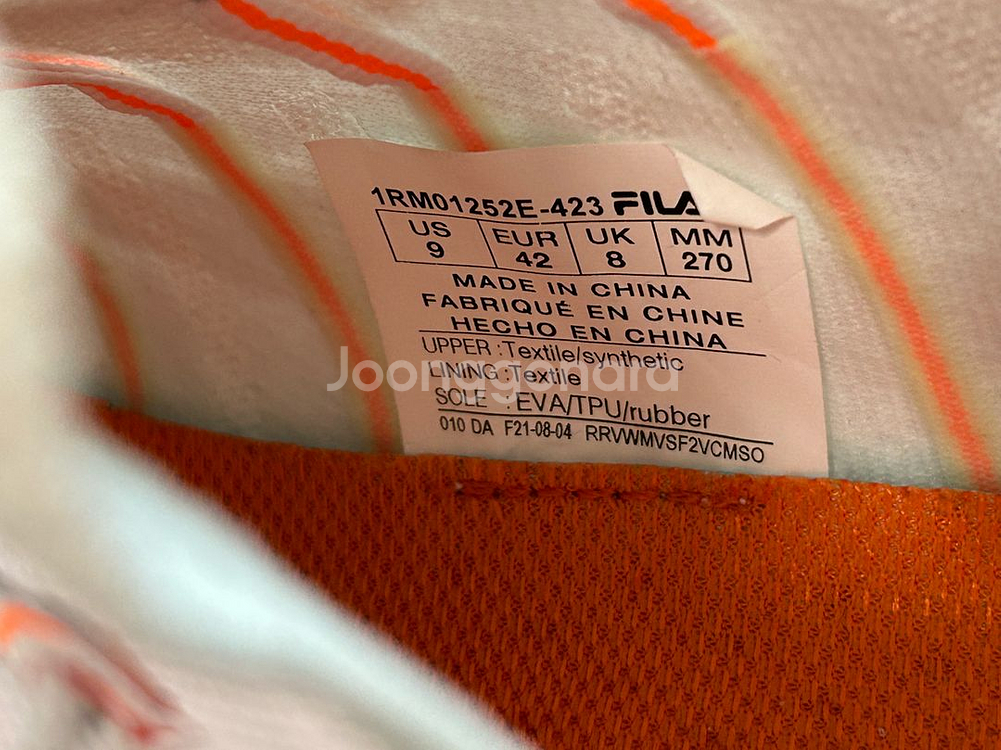 1RM01252E-423 FILA
US EUR UK MM
9 42 8 270
MADE IN CHINA
FABRIQUÉ EN CHINE
HECHO EN CHINA
UPPER :Textile/synthetic
LINING :Textile
SOLE :EVA/TPU/rubber
010 DA F21-08-04 RRVWMVSF2VCMSO
Joonggonara